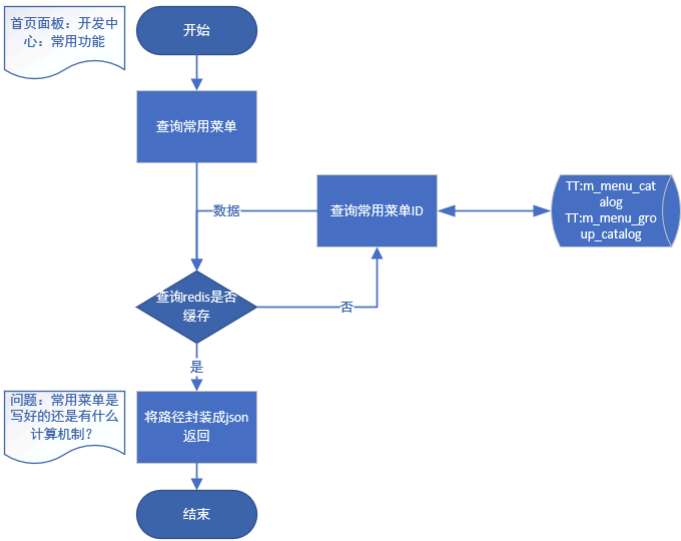 首页面板：开发中
心：常用功能
开始
查询常用菜单
数据
查询常用菜单ID
TT:m_menu_cat
alog
TT:m_menu_gro
up_catalog
查询redis是否
缓存
否
是
问题：常用菜单是
写好的还是有什么
计算机制？
将路径封装成json
返回
结束